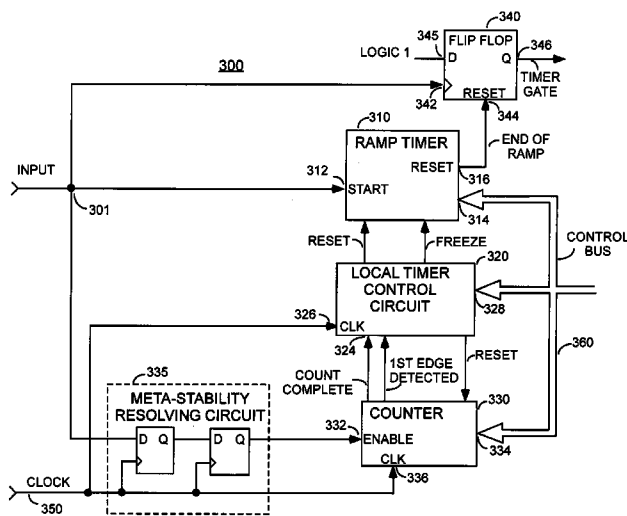 340
345
FLIP FLOP
346
LOGIC 1
D
Q
300
TIMER
GATE
342
RESET
344
310
RAMP TIMER
END OF
RAMP
INPUT
312
RESET
316
START
301
314
RESET
FREEZE
CONTROL
BUS
320
LOCAL TIMER
CONTROL
CIRCUIT
326
328
CLK
324
1ST EDGE
DETECTED
RESET
360
335
COUNT
COMPLETE
META-STABILITY
RESOLVING CIRCUIT
COUNTER
330
332
D Q
D Q
ENABLE
334
CLK
CLOCK
336
350